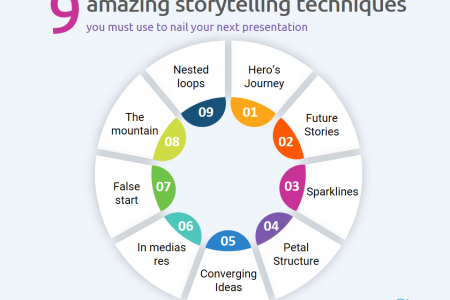 9 amazing storytelling techniques
you must use to nail your next presentation
Hero's
Journey
01
Future
Stories
02
Sparklines
03
Petal
Structure
04
Converging
Ideas
05
In medias
res
06
False
start
07
The
mountain
08
Nested
loops
09